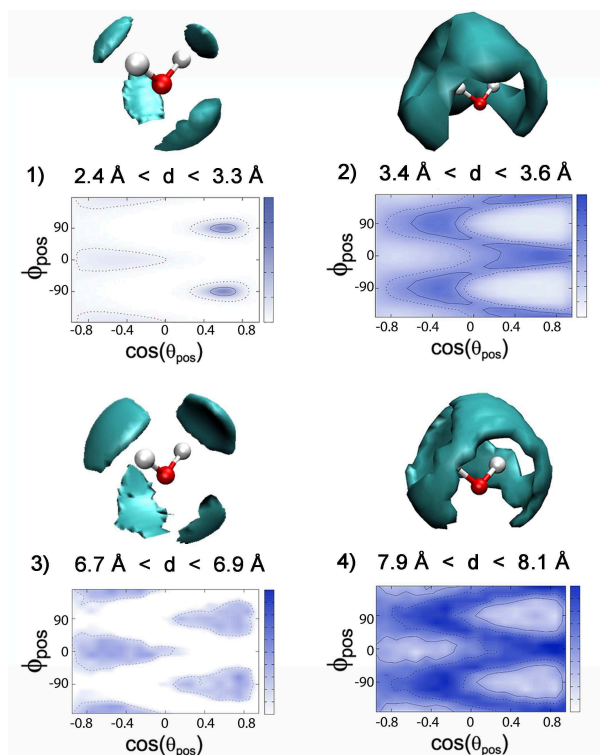 1) 2.4 Å < d < 3.3 Å
2) 3.4 Å < d < 3.6 Å
ϕpos
90
0
-90
-0.8 -0.4 0 0.4 0.8
cos(θpos)
ϕpos
90
0
-90
-0.8 -0.4 0 0.4 0.8
cos(θpos)
3) 6.7 Å < d < 6.9 Å
4) 7.9 Å < d < 8.1 Å
ϕpos
90
0
-90
-0.8 -0.4 0 0.4 0.8
cos(θpos)
ϕpos
90
0
-90
-0.8 -0.4 0 0.4 0.8
cos(θpos)